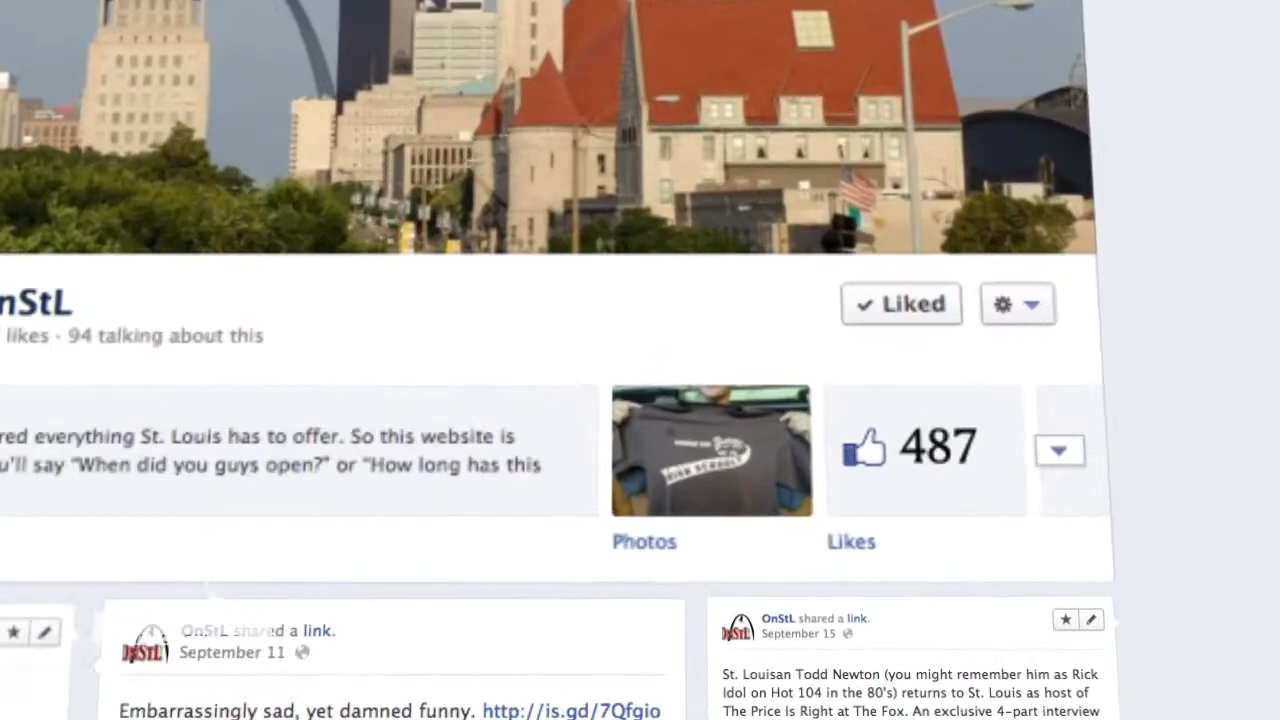 nStL
likes · 94 talking about this
Liked
red everything St. Louis has to offer. So this website is
u'll say "When did you guys open?" or "How long has this
HIGH SCHOOL?
487
Photos
Likes
OnStL shared a link.
September 11
OnStL
Embarrassingly sad, yet damned funny. http://is.gd/7Qfgio
OnStL shared a link.
September 15
OnStL
St. Louisan Todd Newton (you might remember him as Rick
Idol on Hot 104 in the 80's) returns to St. Louis as host of
The Price Is Right at The Fox. An exclusive 4-part interview